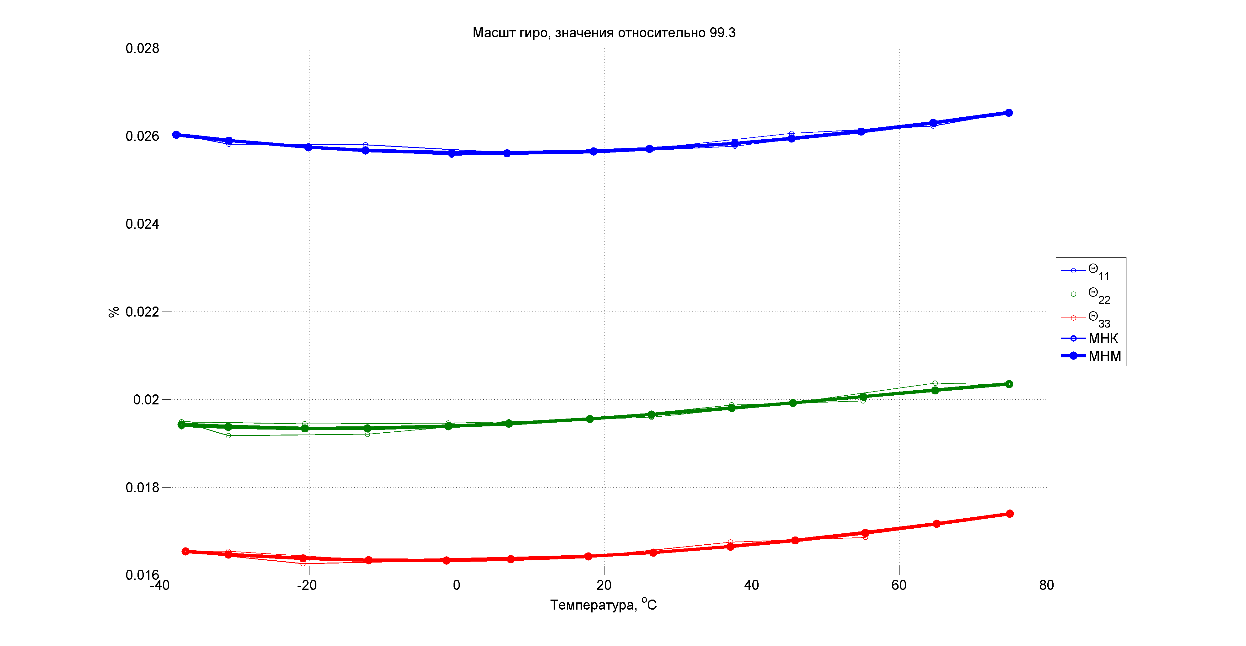 Масшт гиро, значения относительно 99.3
0.028
0.026
0.024
0.022
0.02
0.018
0.016
%
-40 -20 0 20 40 60 80
Температура, °C
Θ11
Θ22
Θ33
МНК
МНМ